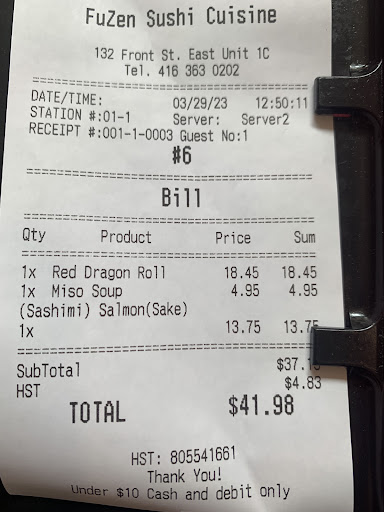 FuZen Sushi Cuisine
132 Front St. East Unit 1C
Tel. 416 363 0202
DATE/TIME: 03/29/23 12:50:11
STATION #:01-1 Server: Server2
RECEIPT #:001-1-0003 Guest No:1
#6
Bill
Qty Product Price Sum
1x Red Dragon Roll 18.45 18.45
1x Miso Soup 4.95 4.95
(Sashimi) Salmon(Sake)
1x 13.75 13.75
SubTotal
HST $4.83
TOTAL $41.98
HST: 805541661
Thank You!
Under $10 Cash and debit only